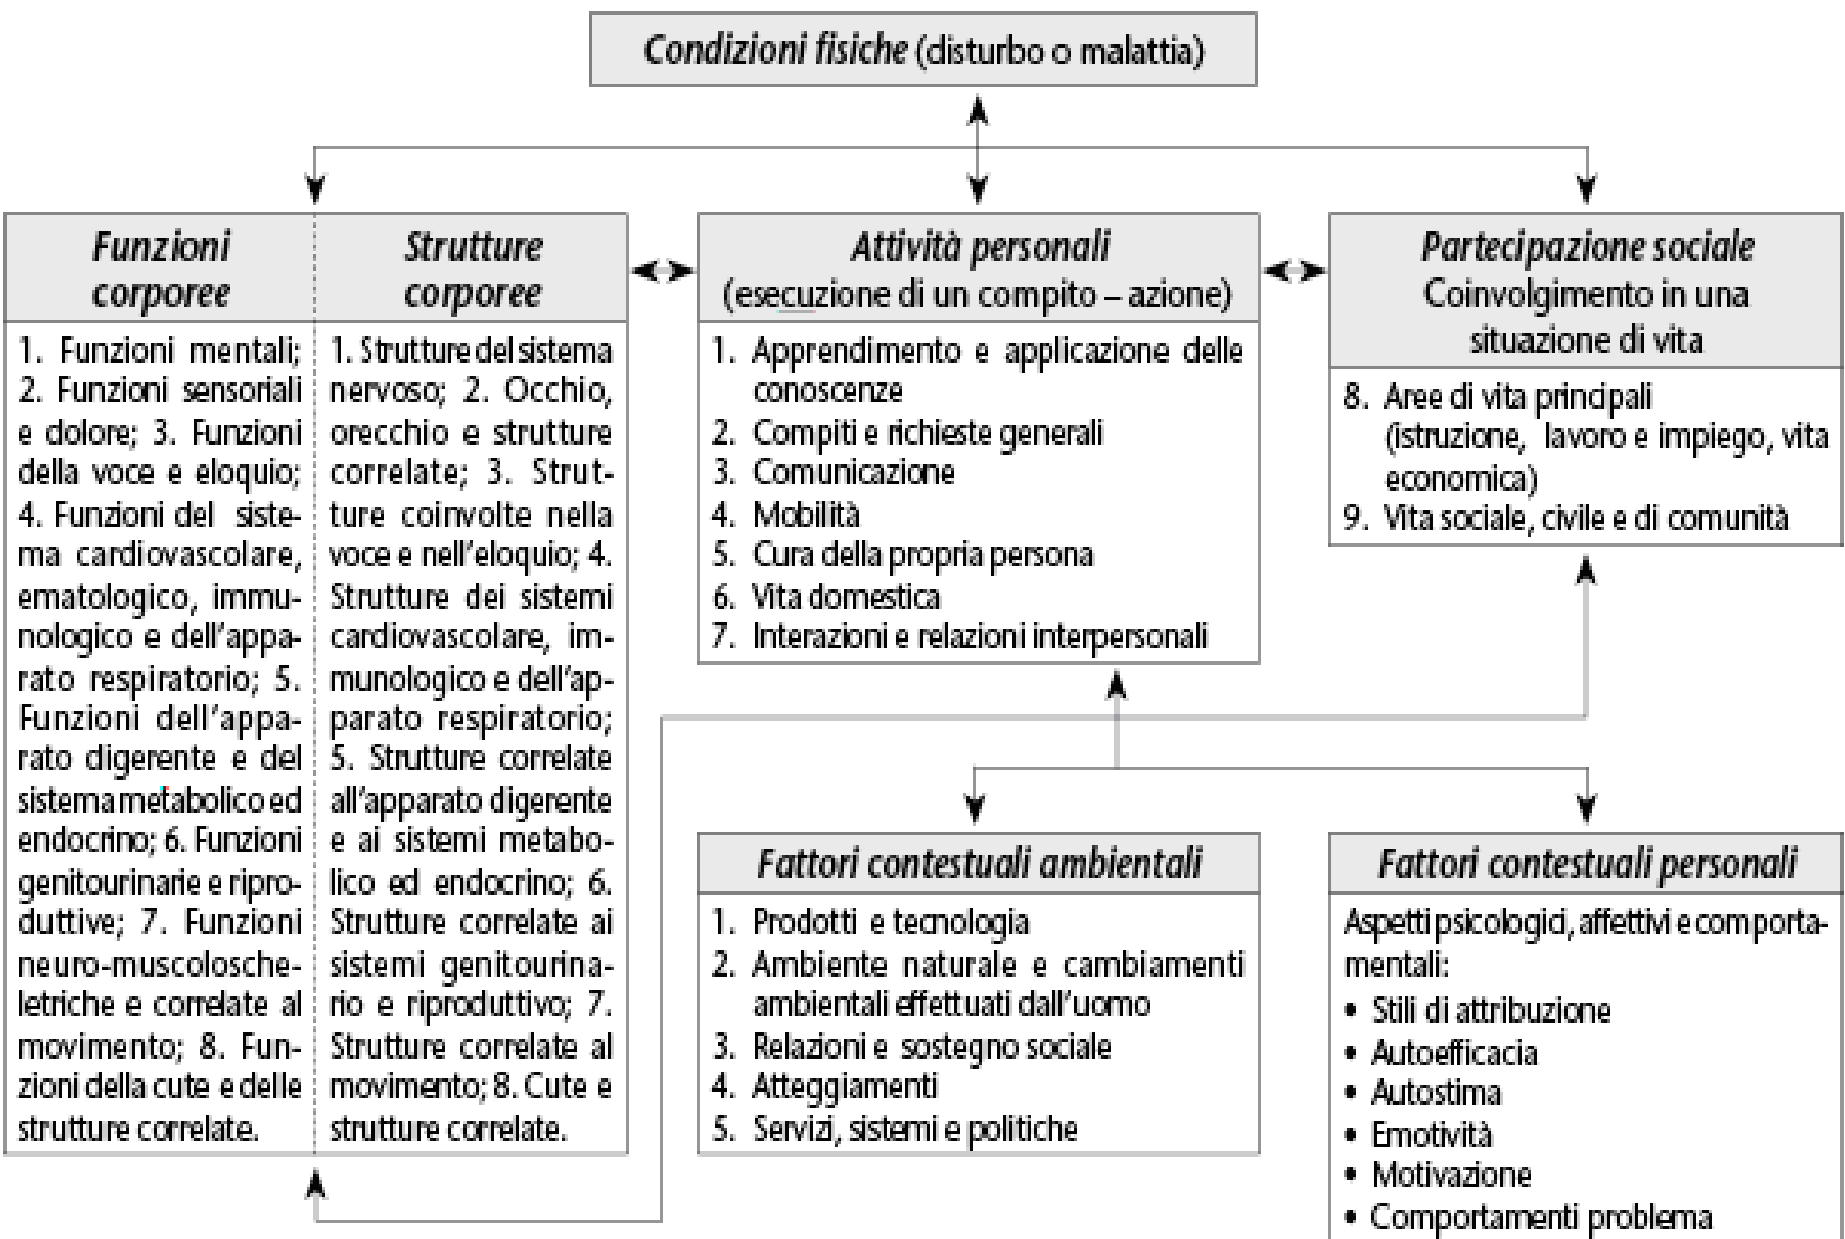 Condizioni fisiche (disturbo o malattia)
Funzioni
corporee
1. Funzioni mentali;
2. Funzioni sensoriali
e dolore; 3. Funzioni
della voce e eloquio;
4. Funzioni del siste-
ma cardiovascolare,
ematologico, immu-
nologico e dell'appa-
rato respiratorio; 5.
Funzioni dell'appa-
rato digerente e del
sistema metabolico ed
endocrino; 6. Funzioni
genitourinarie e ripro-
duttive; 7. Funzioni
neuro-muscolosche-
letriche e correlate al
movimento; 8. Fun-
zioni della cute e delle
strutture correlate.
Strutture
corporee
1. Strutture del sistema
nervoso; 2. Occhio,
orecchio e strutture
correlate; 3. Strut-
ture coinvolte nella
voce e nell'eloquio; 4.
Strutture dei sistemi
cardiovascolare, im-
munologico e dell'ap-
parato respiratorio;
5. Strutture correlate
all'apparato digerente
e ai sistemi metabo-
lico ed endocrino; 6.
Strutture correlate ai
sistemi genitourina-
rio e riproduttivo; 7.
Strutture correlate al
movimento; 8. Cute e
strutture correlate.
Attività personali
(esecuzione di un compito – azione)
1. Apprendimento e applicazione delle
conoscenze
2. Compiti e richieste generali
3. Comunicazione
4. Mobilità
5. Cura della propria persona
6. Vita domestica
7. Interazioni e relazioni interpersonali
Partecipazione sociale
Coinvolgimento in una
situazione di vita
8. Aree di vita principali
(istruzione, lavoro e impiego, vita
economica)
9. Vita sociale, civile e di comunità
Fattori contestuali ambientali
1. Prodotti e tecnologia
2. Ambiente naturale e cambiamenti
ambientali effettuati dall'uomo
3. Relazioni e sostegno sociale
4. Atteggiamenti
5. Servizi, sistemi e politiche
Fattori contestuali personali
Aspetti psicologici, affettivi e comporta-
mentali:
• Stili di attribuzione
• Autoefficacia
• Autostima
• Emotività
• Motivazione
• Comportamenti problema